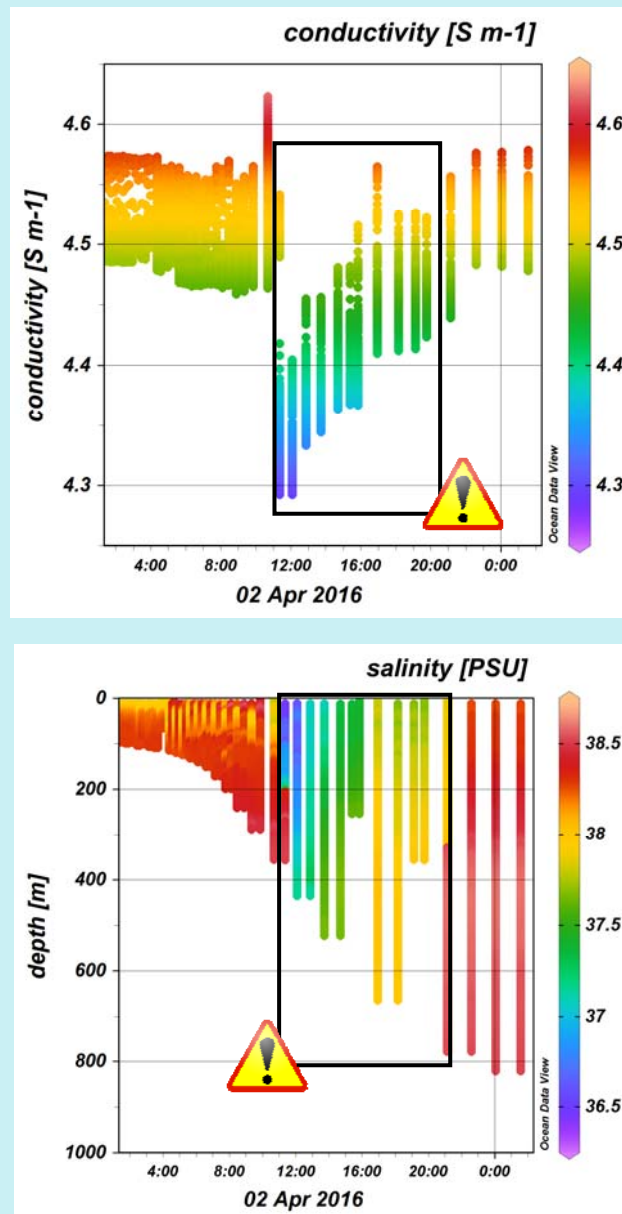 conductivity [S m-1]
4.6
4.5
4.4
4.3
conductivity [S m-1]
4:00 8:00 12:00 16:00 20:00 0:00
02 Apr 2016
Ocean Data View
4.6
4.5
4.4
4.3
salinity [PSU]
0
200
400
600
800
1000
depth [m]
4:00 8:00 12:00 16:00 20:00 0:00
02 Apr 2016
Ocean Data View
38.5
38
37.5
37
36.5